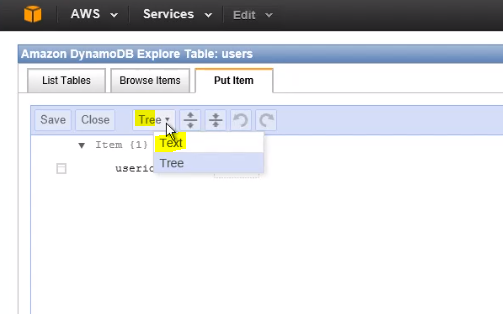 AWS Services Edit
Amazon DynamoDB Explore Table: users
List Tables Browse Items Put Item
Save Close Tree
Item {1}
Text
Tree